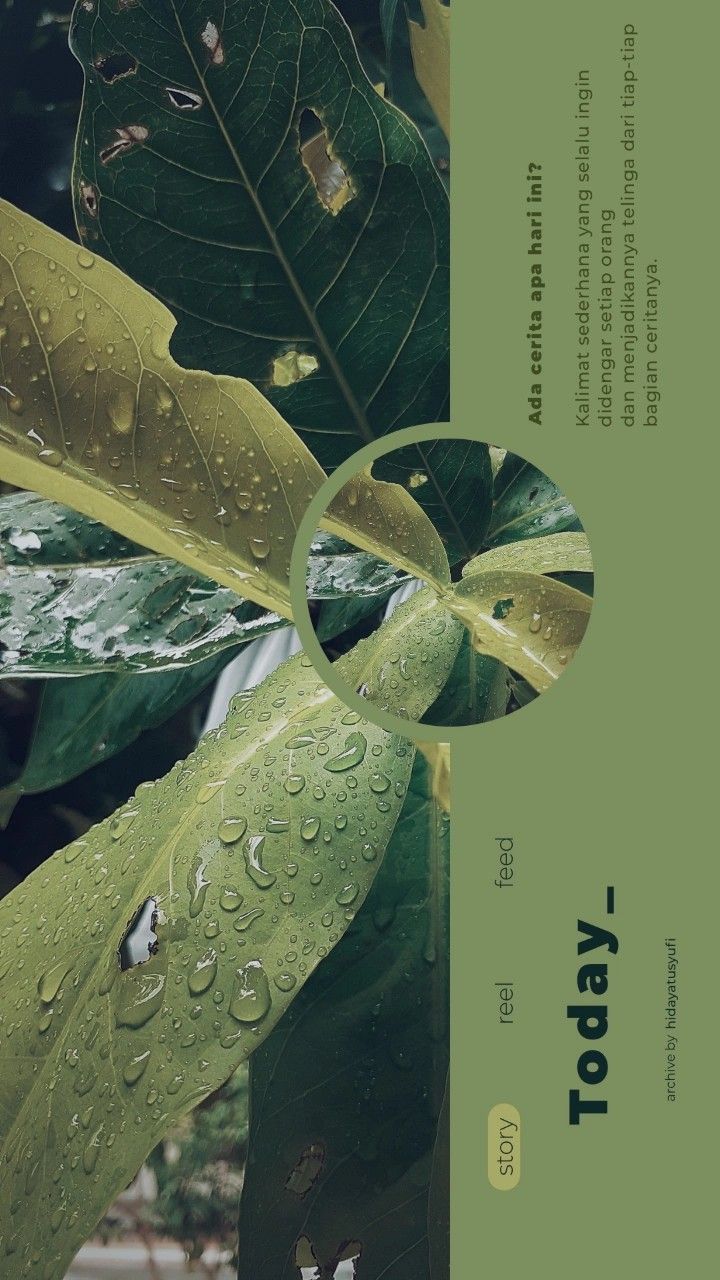 story reel feed
Today_
archive by hidayatusyufi
Ada cerita apa hari ini?
Kalimat sederhana yang selalu ingin
didengar setiap orang
dan menjadikannya telinga dari tiap-tiap
bagian ceritanya.